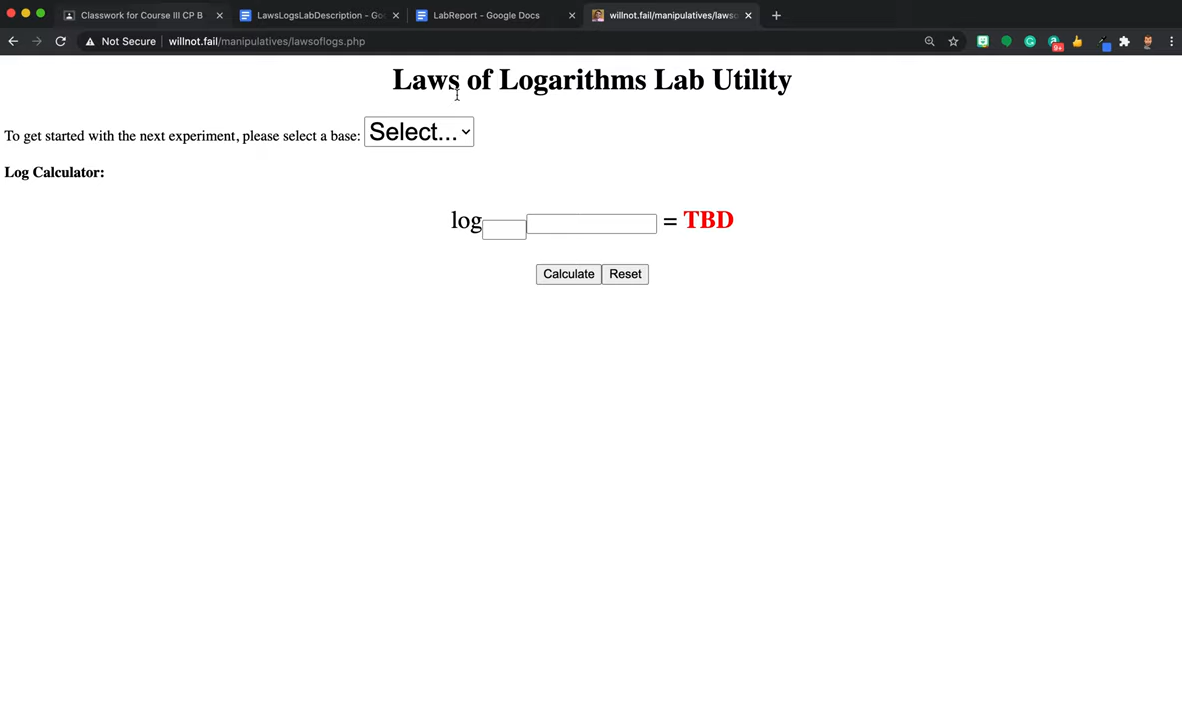 Classwork for Course III CP B
LawsLogsLabDescription - Go
LabReport - Google Docs
willnot.fail/manipulatives/laws
Not Secure
willnot.fail/manipulatives/lawsoflogs.php
9+
Laws of Logarithms Lab Utility
To get started with the next experiment, please select a base: Select...
Log Calculator:
log = TBD
Calculate Reset